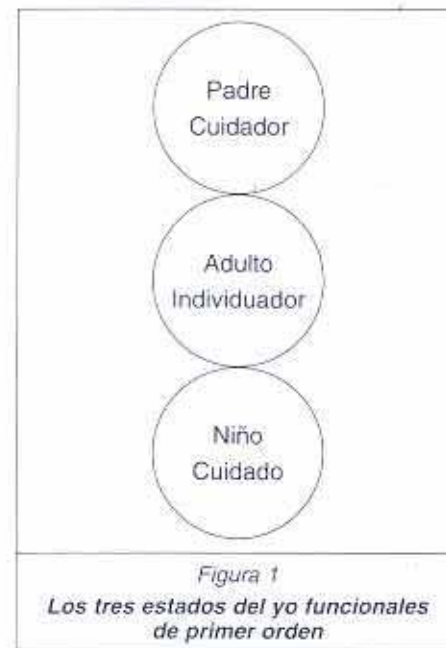 Padre
Cuidador
Adulto
Individuador
Niño
Cuidado
Figura 1
Los tres estados del yo funcionales
de primer orden